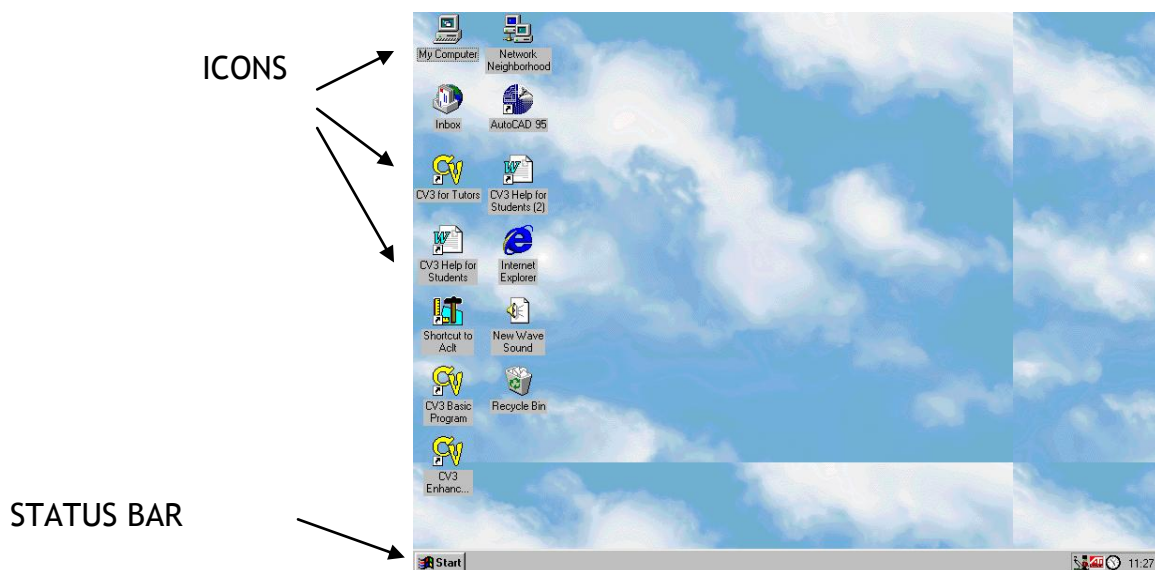 ICONS
My Computer
Network
Neighborhood
Inbox
AutoCAD 95
CV3 for Tutors
CV3 Help for
Students (2)
CV3 Help for
Students
Internet
Explorer
Shortcut to
Aclt
New Wave
Sound
CV3 Basic
Program
Recycle Bin
CV3
Enhanc...
STATUS BAR
Start
11:27